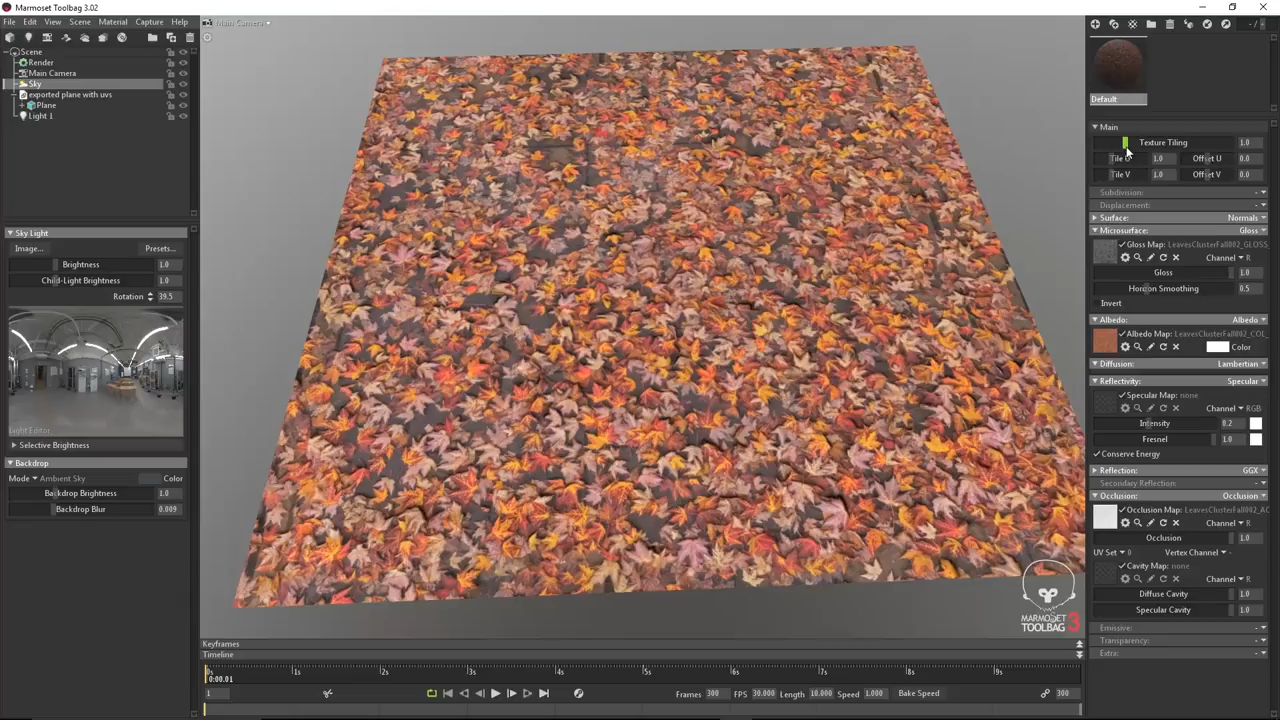 Marmoset Toolbag 3.02
File Edit View Scene Material Capture Help
Main Camera
Scene
Render
Main Camera
Sky
exported plane with uvs
Plane
Light 1
Sky Light
Image... Presets...
Brightness 1.0
Child-Light Brightness 1.0
Rotation 39.5
Light Editor
Selective Brightness
Backdrop
Mode Ambient Sky Color
Backdrop Brightness 1.0
Backdrop Blur 0.009
MARMOSET
TOOLBAG 3
Keyframes
Timeline
0s 1s 2s 3s 4s 5s 6s 7s 8s 9s
0:00.01
1 Frames 300 FPS 30.000 Length 10.000 Speed 1.000 Bake Speed 300
Default
Main
Texture Tiling 1.0
Tile U 1.0 Offset U 0.0
Tile V 1.0 Offset V 0.0
Subdivision:
Displacement:
Surface: Normals
Microsurface: Gloss
Gloss Map: LeavesClusterFall002_GLOSS_
Channel R
Gloss 1.0
Horizon Smoothing 0.5
Invert
Albedo: Albedo
Albedo Map: LeavesClusterFall002_COL_
Color
Diffusion: Lambertian
Reflectivity: Specular
Specular Map: none
Channel RGB
Intensity 0.2
Fresnel 1.0
Conserve Energy
Reflection: GGX
Secondary Reflection:
Occlusion: Occlusion
Occlusion Map: LeavesClusterFall002_AO
Channel R
Occlusion 1.0
UV Set 0 Vertex Channel -
Cavity Map: none
Channel R
Diffuse Cavity 1.0
Specular Cavity 1.0
Emissive:
Transparency:
Extra: